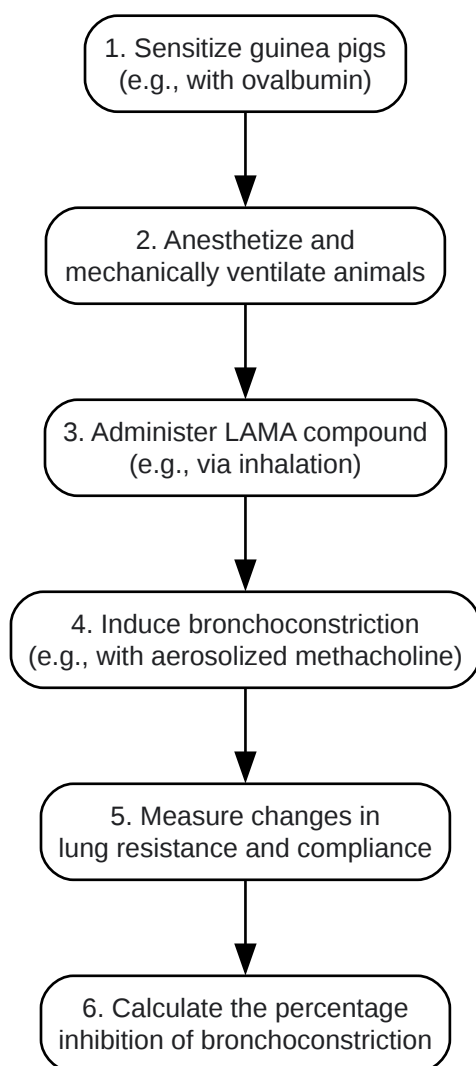 1. Sensitize guinea pigs
(e.g., with ovalbumin)
2. Anesthetize and
mechanically ventilate animals
3. Administer LAMA compound
(e.g., via inhalation)
4. Induce bronchoconstriction
(e.g., with aerosolized methacholine)
5. Measure changes in
lung resistance and compliance
6. Calculate the percentage
inhibition of bronchoconstriction